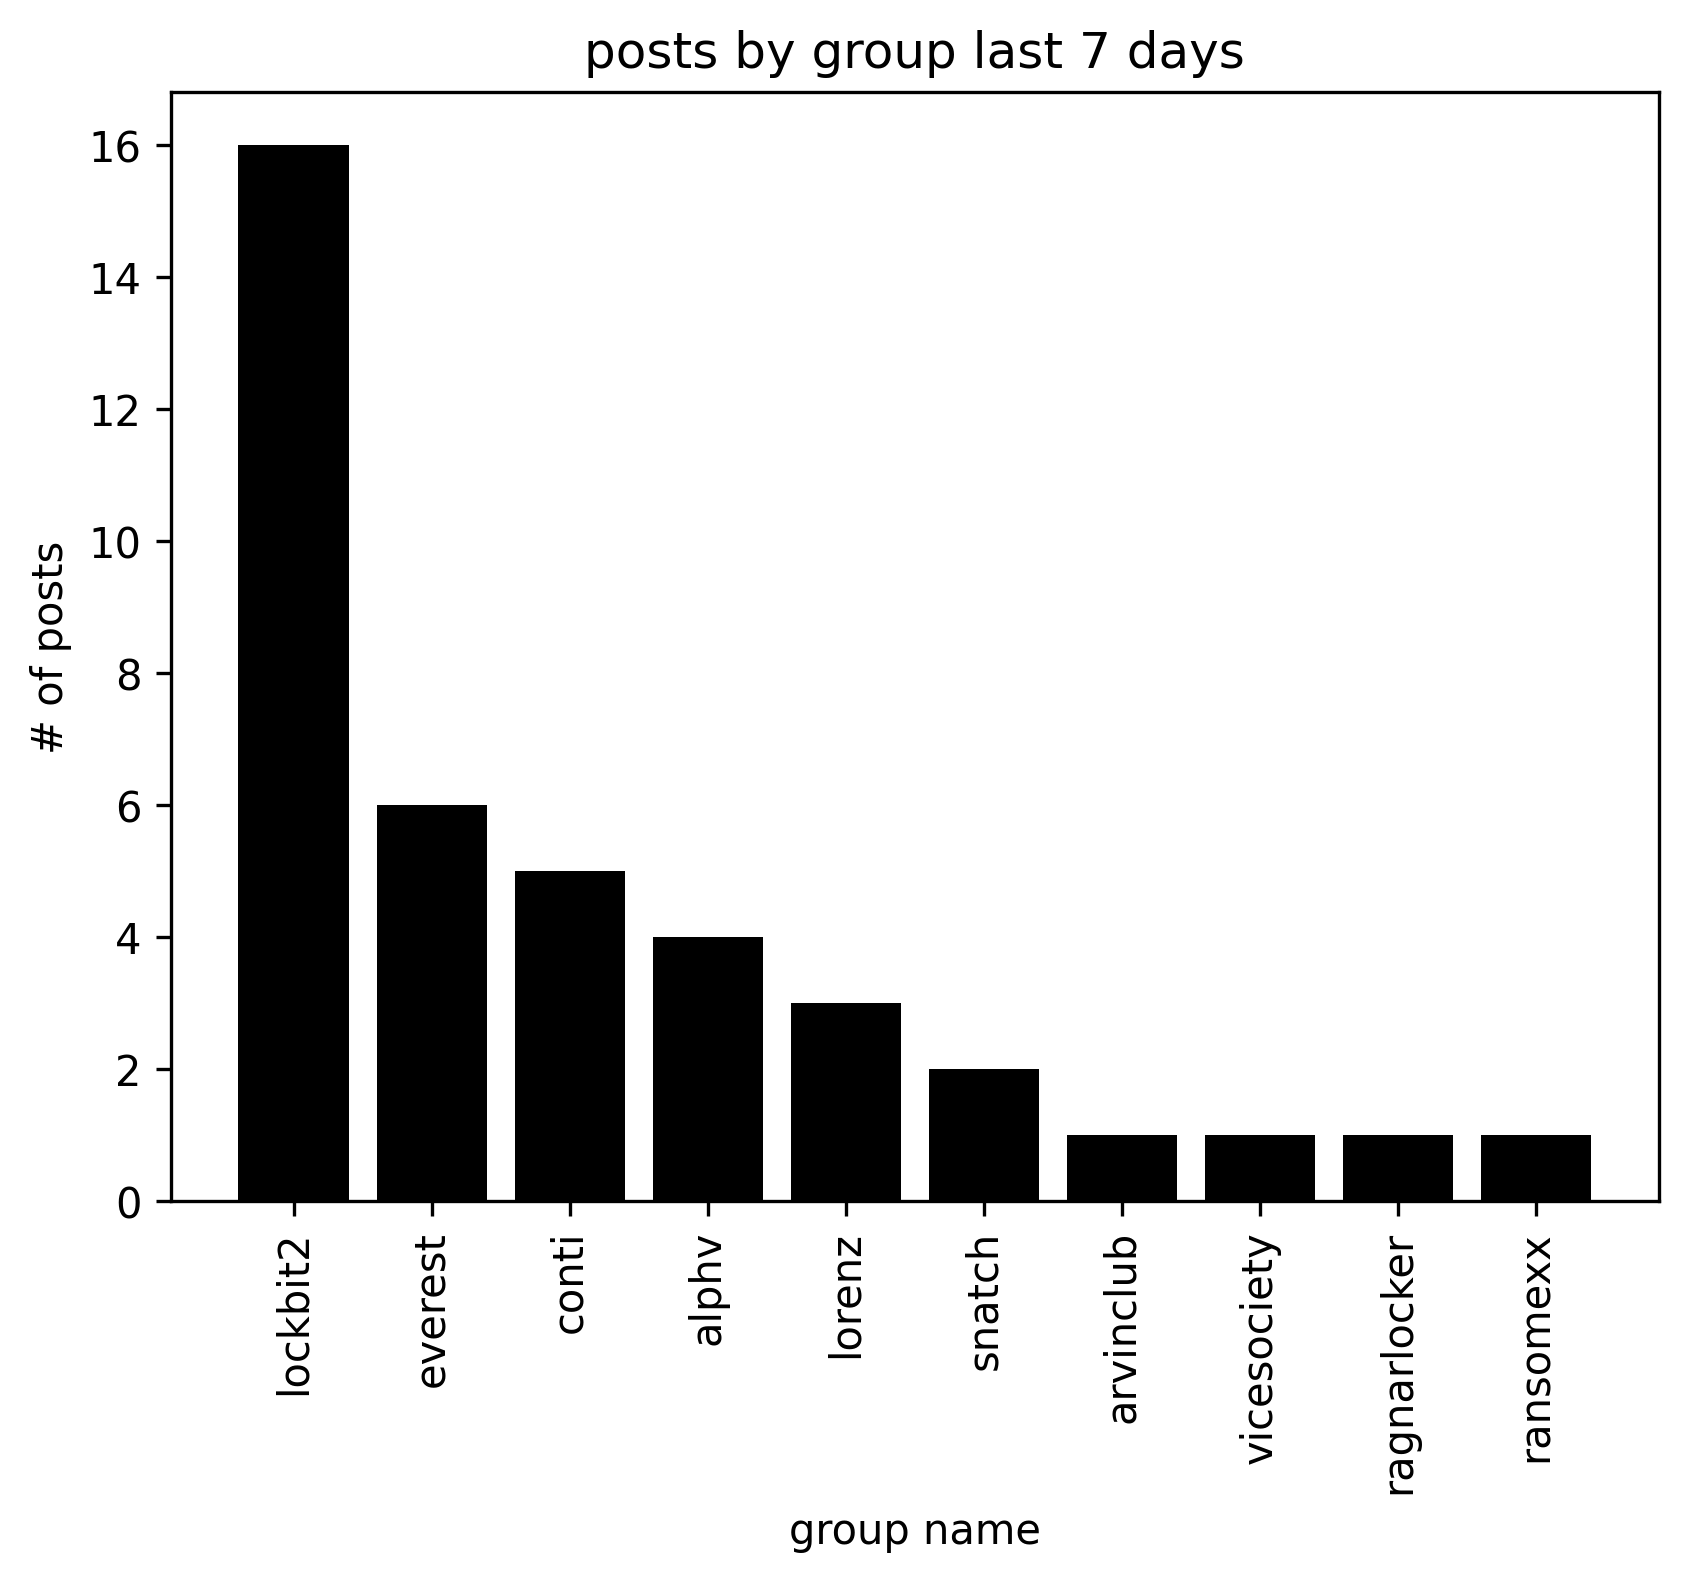 posts by group last 7 days
# of posts
16
14
12
10
8
6
4
2
0
lockbit2
everest
conti
alphv
lorenz
snatch
arvinclub
vicesociety
ragnarlocker
ransomexx
group name